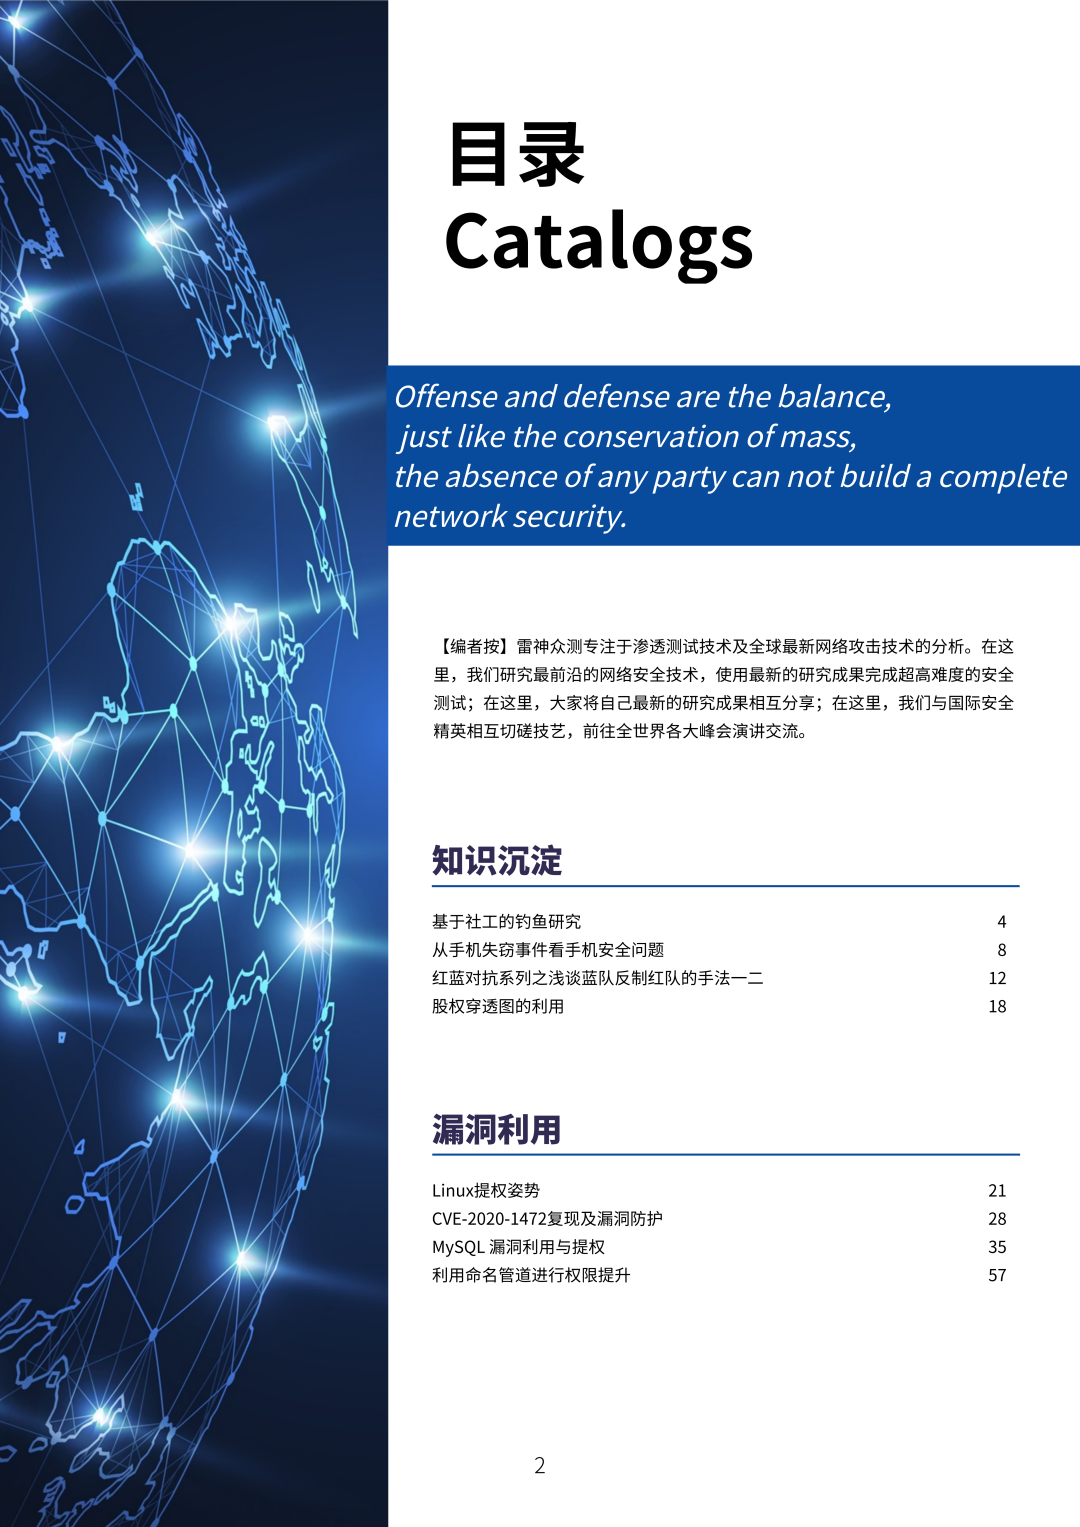 目录
Catalogs
Offense and defense are the balance,
just like the conservation of mass,
the absence of any party can not build a complete
network security.
【编者按】雷神众测专注于渗透测试技术及全球最新网络攻击技术的分析。在这
里，我们研究最前沿的网络安全技术，使用最新的研究成果完成超高难度的安全
测试；在这里，大家将自己最新的研究成果相互分享；在这里，我们与国际安全
精英相互切磋技艺，前往全世界各大峰会演讲交流。
知识沉淀
基于社工的钓鱼研究 4
从手机失窃事件看手机安全问题 8
红蓝对抗系列之浅谈蓝队反制红队的手法一二 12
股权穿透图的利用 18
漏洞利用
Linux提权姿势 21
CVE-2020-1472复现及漏洞防护 28
MySQL 漏洞利用与提权 35
利用命名管道进行权限提升 57
2